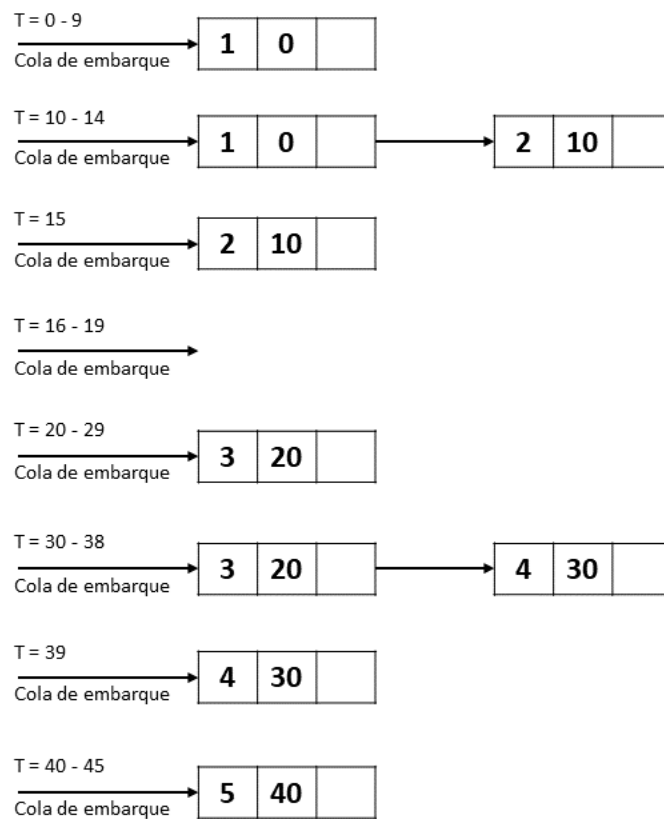 T = 0 - 9
Cola de embarque
1 0
T = 10 - 14
Cola de embarque
1 0 2 10
T = 15
Cola de embarque
2 10
T = 16 - 19
Cola de embarque
T = 20 - 29
Cola de embarque
3 20
T = 30 - 38
Cola de embarque
3 20 4 30
T = 39
Cola de embarque
4 30
T = 40 - 45
Cola de embarque
5 40